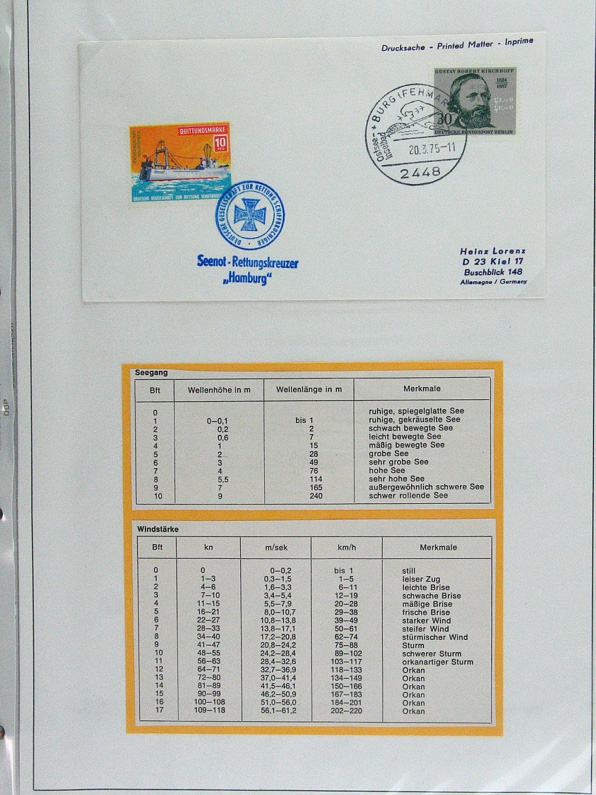 Drucksache - Printed Matter - Inprime
GUSTAV ROBERT KIRCHHOFF
1824
1887
30
DEUTSCHE BUNDESPOST BERLIN
BURG (FEHMARN)
Ostsee-
20.3.75-11
2448
QUITTUNGSMARKE
10
DEUTSCHE GESELLSCHAFT ZUR RETTUNG SCHIFFBRÜCHIGER
DEUTSCHE GESELLSCHAFT ZUR RETTUNG SCHIFFBRÜCHIGER
Seenot-Rettungskreuzer
„Hamburg"
Heinz Lorenz
D 23 Kiel 17
Buschblick 148
Allemagne / Germany
Seegang
Bft Wellenhöhe in m Wellenlänge in m Merkmale
0 ruhige, spiegelglatte See
1 0–0,1 bis 1 ruhige, gekräuselte See
2 0,2 2 schwach bewegte See
3 0,6 7 leicht bewegte See
4 1 15 mäßig bewegte See
5 2 28 grobe See
6 3 49 sehr grobe See
7 4 76 hohe See
8 5,5 114 sehr hohe See
9 7 165 außergewöhnlich schwere See
10 9 240 schwer rollende See
Windstärke
Bft kn m/sek km/h Merkmale
0 0 0–0,2 bis 1 still
1 1–3 0,3–1,5 1–5 leiser Zug
2 4–6 1,6–3,3 6–11 leichte Brise
3 7–10 3,4–5,4 12–19 schwache Brise
4 11–15 5,5–7,9 20–28 mäßige Brise
5 16–21 8,0–10,7 29–38 frische Brise
6 22–27 10,8–13,8 39–49 starker Wind
7 28–33 13,8–17,1 50–61 steifer Wind
8 34–40 17,2–20,8 62–74 stürmischer Wind
9 41–47 20,8–24,2 75–88 Sturm
10 48–55 24,2–28,4 89–102 schwerer Sturm
11 56–63 28,4–32,6 103–117 orkanartiger Sturm
12 64–71 32,7–36,9 118–133 Orkan
13 72–80 37,0–41,4 134–149 Orkan
14 81–89 41,5–46,1 150–166 Orkan
15 90–99 46,2–50,9 167–183 Orkan
16 100–108 51,0–56,0 184–201 Orkan
17 109–118 56,1–61,2 202–220 Orkan